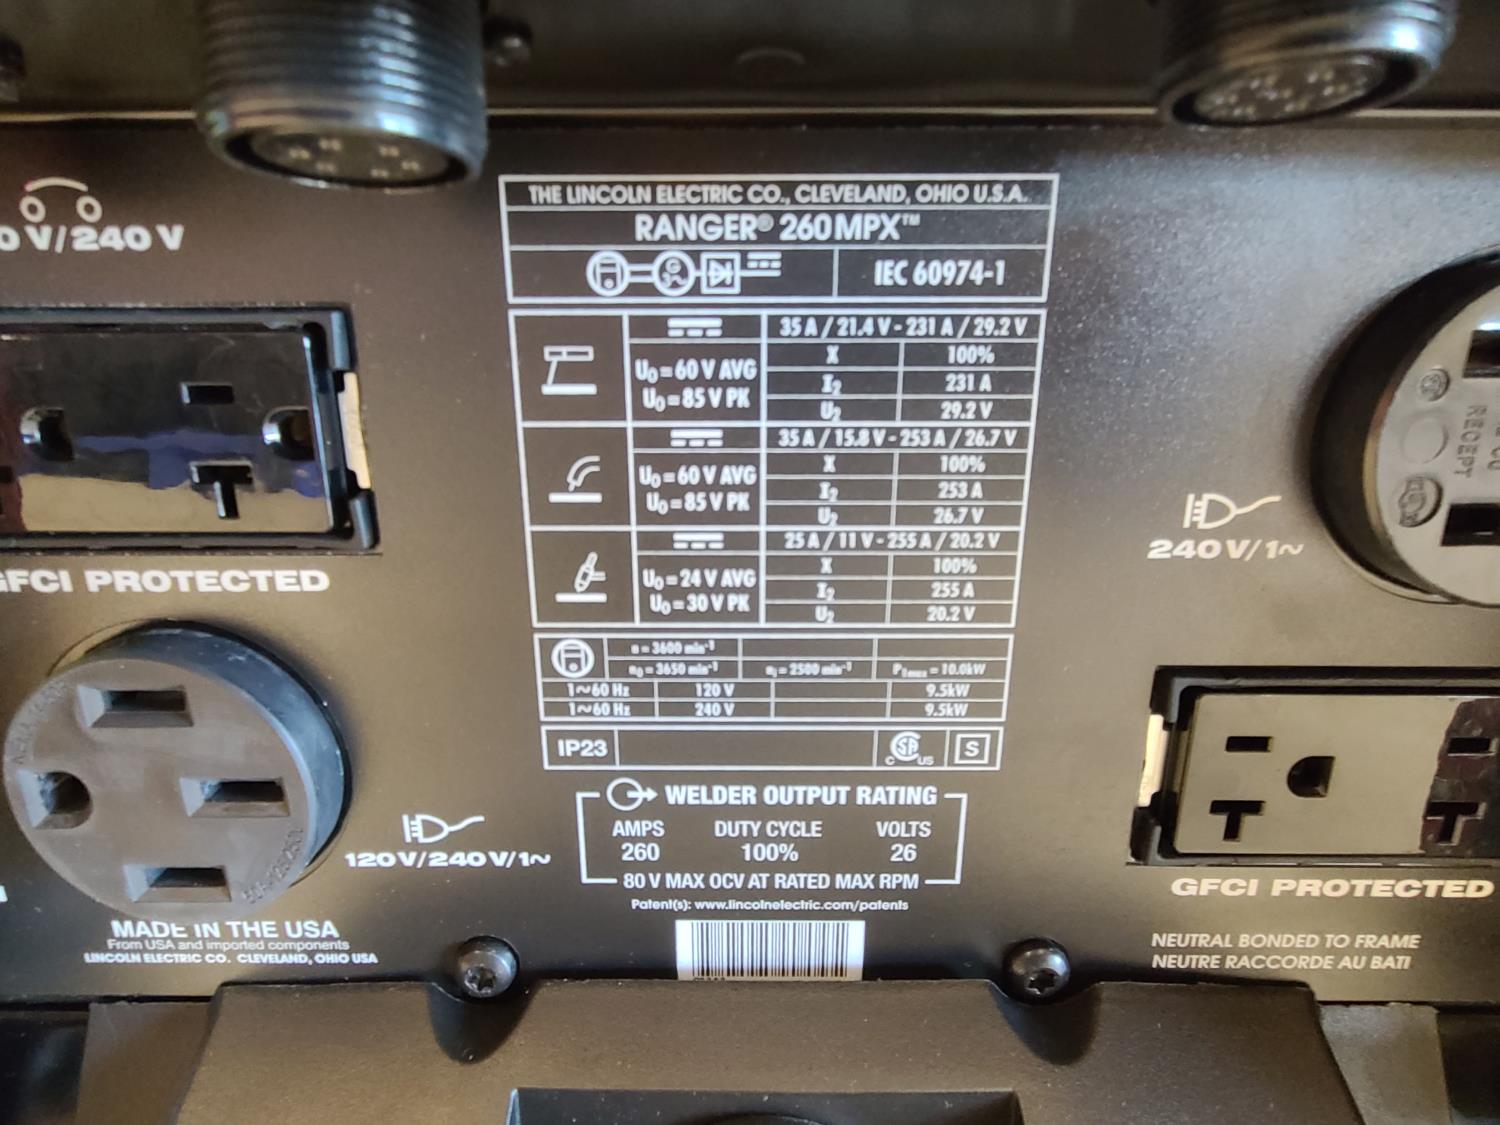 THE LINCOLN ELECTRIC CO., CLEVELAND, OHIO U.S.A.
RANGER® 260MPX™
IEC 60974-1
35 A / 21.4 V - 231 A / 29.2 V
U₀ = 60 V AVG
U₀ = 85 V PK
X 100%
I₂ 231 A
U₂ 29.2 V
35 A / 15.8 V - 253 A / 26.7 V
U₀ = 60 V AVG
U₀ = 85 V PK
X 100%
I₂ 253 A
U₂ 26.7 V
25 A / 11 V - 255 A / 20.2 V
U₀ = 24 V AVG
U₀ = 30 V PK
X 100%
I₂ 255 A
U₂ 20.2 V
n = 3600 min⁻¹
n₀ = 3650 min⁻¹ nᵢ = 2500 min⁻¹ P1max = 10.0kW
1~60 Hz 120 V 9.5kW
1~60 Hz 240 V 9.5kW
IP23 C SA US S
WELDER OUTPUT RATING
AMPS DUTY CYCLE VOLTS
260 100% 26
80 V MAX OCV AT RATED MAX RPM
Patent(s): www.lincolnelectric.com/patents
0 V/240 V
GFCI PROTECTED
120V/240V/1~
MADE IN THE USA
From USA and imported components
LINCOLN ELECTRIC CO. CLEVELAND, OHIO USA
RECEPT
240V/1~
GFCI PROTECTED
NEUTRAL BONDED TO FRAME
NEUTRE RACCORDE AU BATI